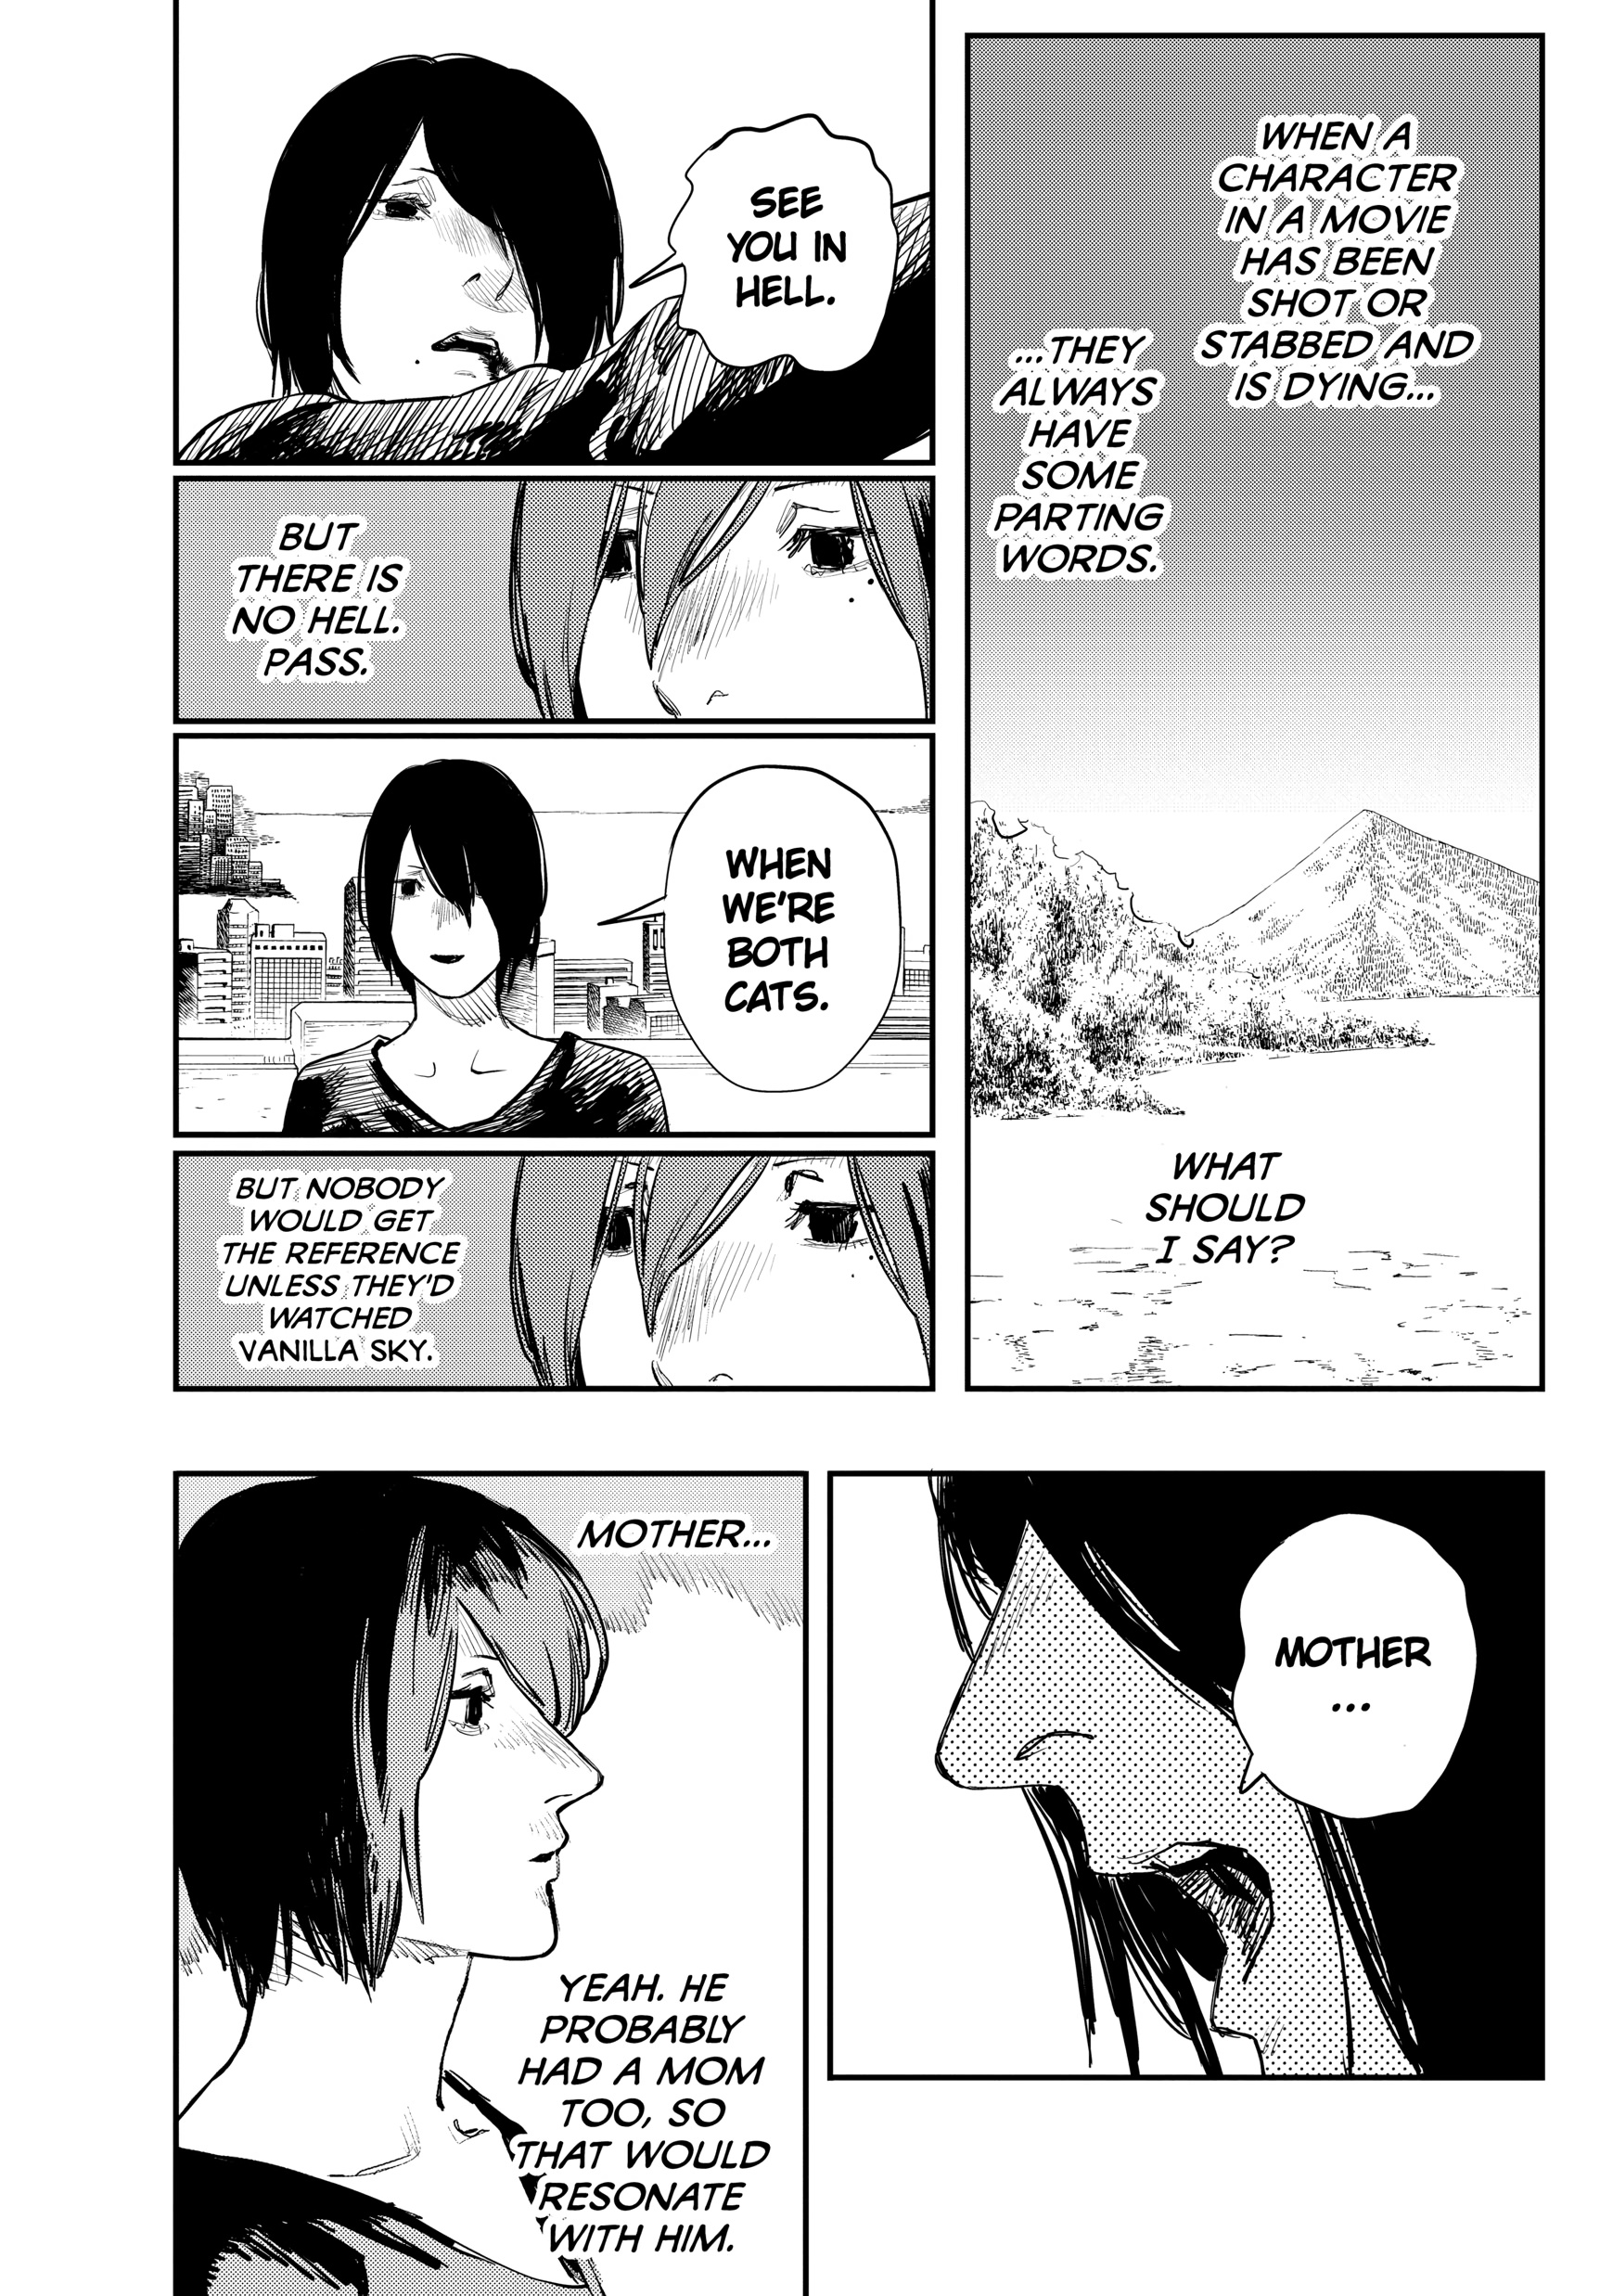 WHEN A
CHARACTER
IN A MOVIE
HAS BEEN
SHOT OR
STABBED AND
IS DYING...
...THEY
ALWAYS
HAVE
SOME
PARTING
WORDS.
WHAT
SHOULD
I SAY?
SEE
YOU IN
HELL.
BUT
THERE IS
NO HELL.
PASS.
WHEN
WE'RE
BOTH
CATS.
BUT NOBODY
WOULD GET
THE REFERENCE
UNLESS THEY'D
WATCHED
VANILLA SKY.
MOTHER
...
MOTHER...
YEAH. HE
PROBABLY
HAD A MOM
TOO, SO
THAT WOULD
RESONATE
WITH HIM.